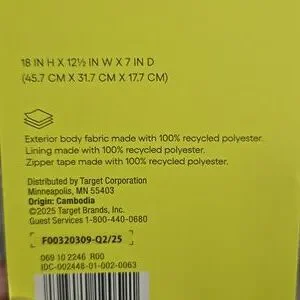 18 IN H X 12½ IN W X 7 IN D
(45.7 CM X 31.7 CM X 17.7 CM)
Exterior body fabric made with 100% recycled polyester.
Lining made with 100% recycled polyester.
Zipper tape made with 100% recycled polyester.
Distributed by Target Corporation
Minneapolis, MN 55403
Origin: Cambodia
©2025 Target Brands, Inc.
Guest Services 1-800-440-0680
F00320309-Q2/25
069 10 2246 R00
IDC-002448-01-002-0063